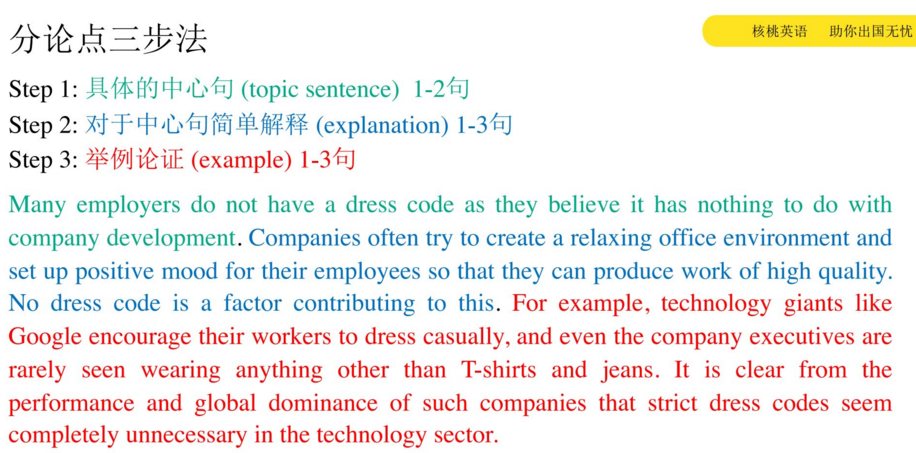 分论点三步法
核桃英语 助你出国无忧
Step 1: 具体的中心句 (topic sentence) 1-2句
Step 2: 对于中心句简单解释 (explanation) 1-3句
Step 3: 举例论证 (example) 1-3句
Many employers do not have a dress code as they believe it has nothing to do with
company development. Companies often try to create a relaxing office environment and
set up positive mood for their employees so that they can produce work of high quality.
No dress code is a factor contributing to this. For example, technology giants like
Google encourage their workers to dress casually, and even the company executives are
rarely seen wearing anything other than T-shirts and jeans. It is clear from the
performance and global dominance of such companies that strict dress codes seem
completely unnecessary in the technology sector.